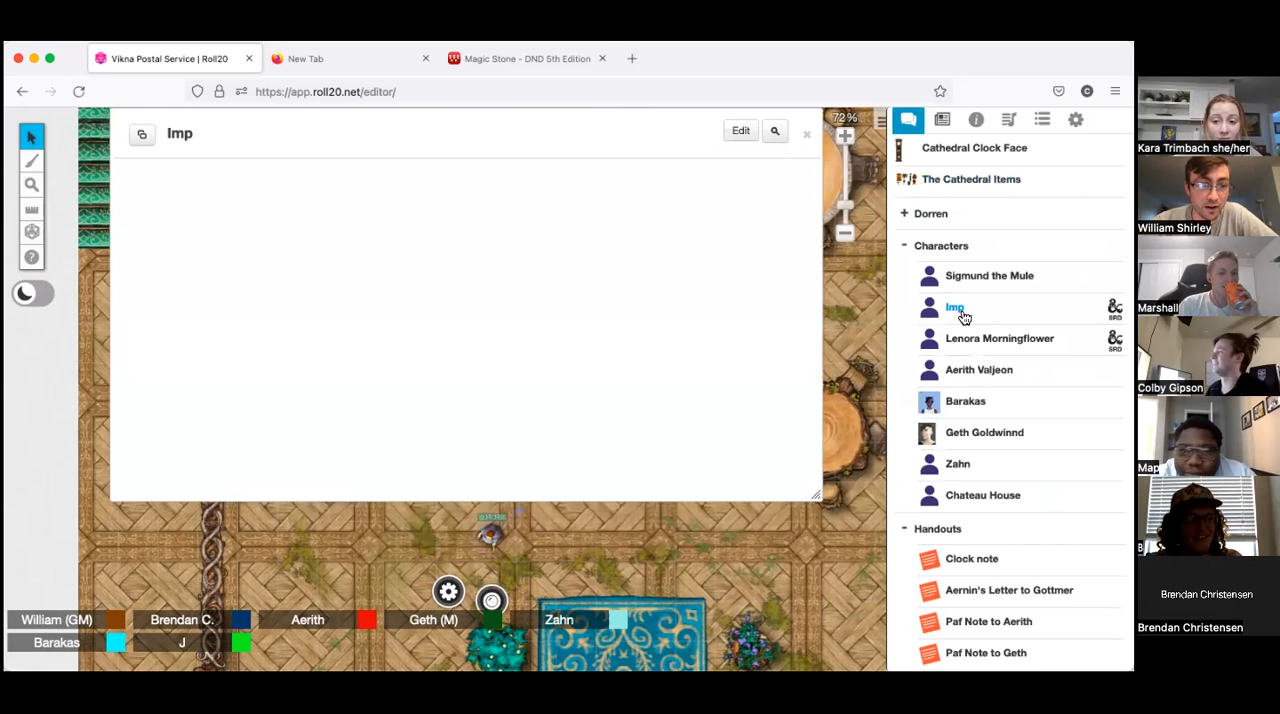 Vikna Postal Service | Roll20
New Tab
Magic Stone - DND 5th Edition
https://app.roll20.net/editor/
Imp
Edit
72%
Cathedral Clock Face
The Cathedral Items
Dorren
Characters
Sigmund the Mule
Imp
SRD
Lenora Morningflower
SRD
Aerith Valjeon
Barakas
Geth Goldwinnd
Zahn
Chateau House
Handouts
Clock note
Aernin's Letter to Gottmer
Paf Note to Aerith
Paf Note to Geth
William (GM)
Brendan C.
Aerith
Geth (M)
Zahn
Barakas
J
Kara Trimbach she/her
William Shirley
Marshall
Colby Gipson
Map
B
Brendan Christensen
Brendan Christensen